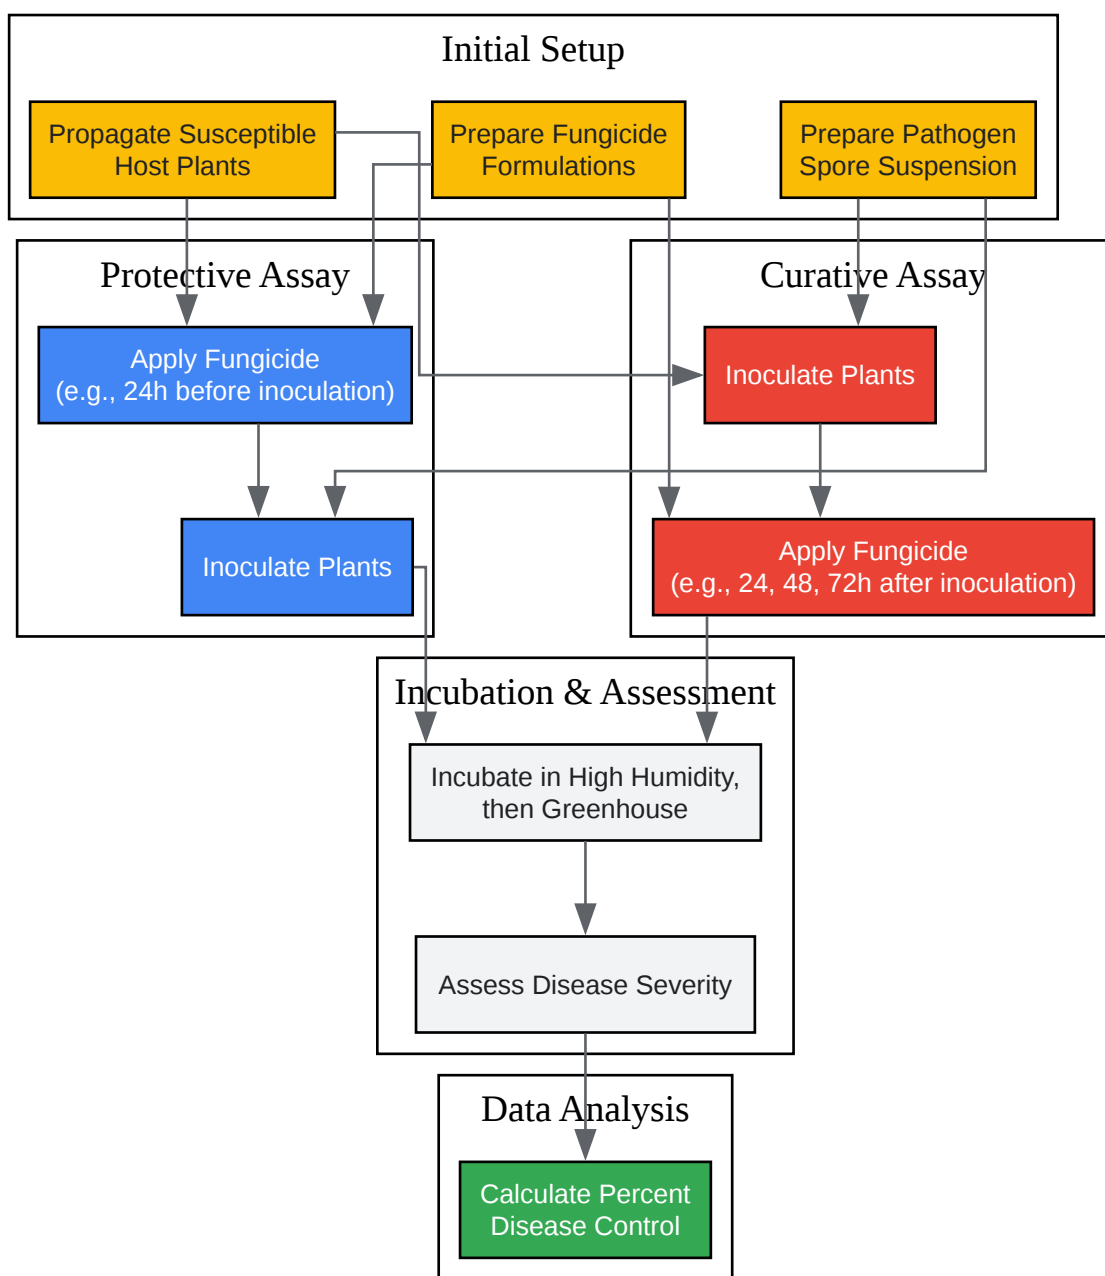 Initial Setup
Propagate Susceptible
Host Plants
Prepare Fungicide
Formulations
Prepare Pathogen
Spore Suspension
Protective Assay
Apply Fungicide
(e.g., 24h before inoculation)
Inoculate Plants
Curative Assay
Inoculate Plants
Apply Fungicide
(e.g., 24, 48, 72h after inoculation)
Incubation & Assessment
Incubate in High Humidity,
then Greenhouse
Assess Disease Severity
Data Analysis
Calculate Percent
Disease Control